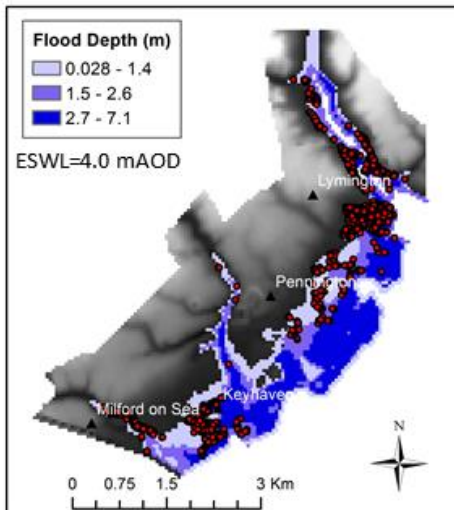 Flood Depth (m)
0.028 - 1.4
1.5 - 2.6
2.7 - 7.1
ESWL=4.0 mAOD
Lymington
Pennington
Keyhaven
Milford on Sea
N
0 0.75 1.5 3 Km